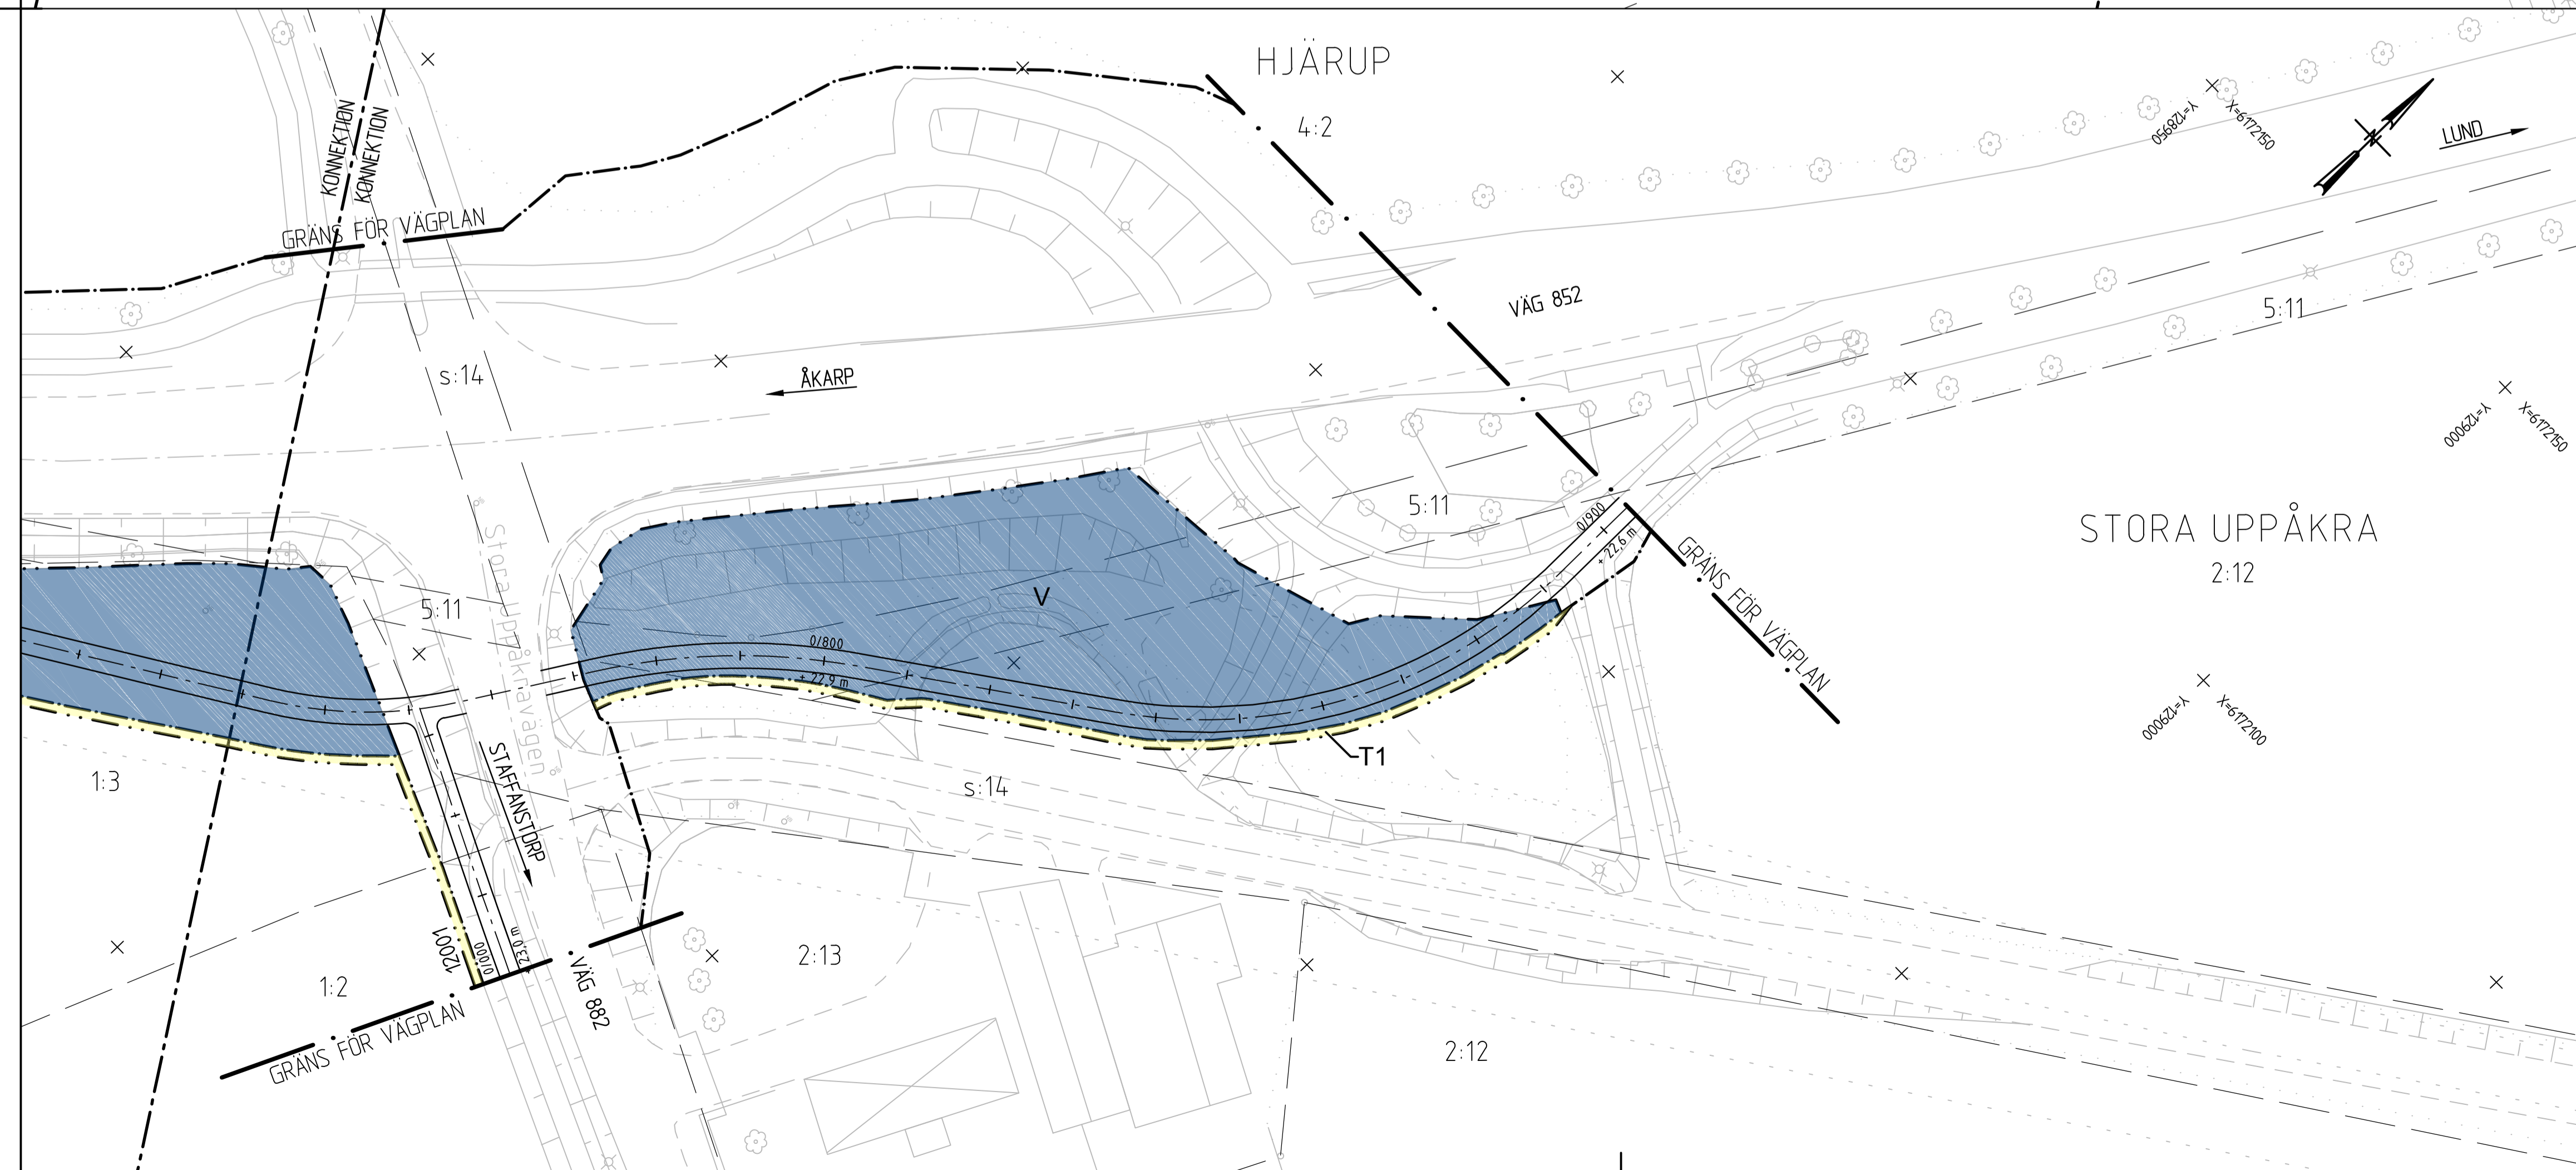 HJÄRUP
4:2
KONNEKTION
KONNEKTION
GRÄNS FÖR VÄGPLAN
Y=128950
X=6172150
LUND
VÄG 852
5:11
s:14
ÅKARP
Y=129000
X=6172150
STORA UPPÅKRA
2:12
5:11
0/900
+ 22,6 m
GRÄNS FÖR VÄGPLAN
Stora Uppåkravägen
5:11
V
0/800
+ 22,9 m
Y=129000
X=6172100
T1
1:3
s:14
STAFFANSTORP
12001
0/000
23,0 m
VÄG 882
2:13
1:2
GRÄNS FÖR VÄGPLAN
2:12